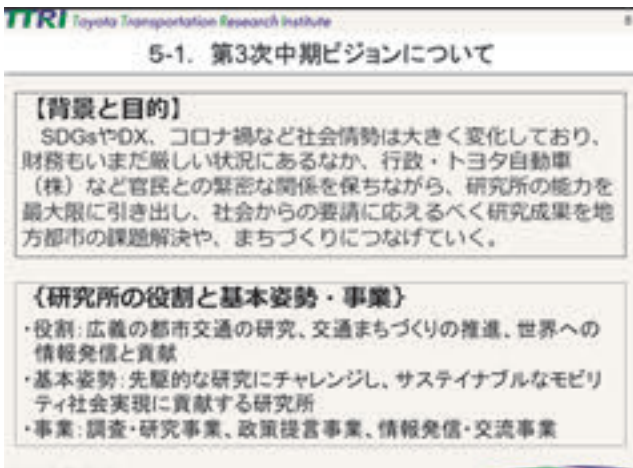 TTRI Toyota Transportation Research Institute
5-1. 第3次中期ビジョンについて
【背景と目的】
SDGsやDX、コロナ禍など社会情勢は大きく変化しており、
財務もいまだ厳しい状況にあるなか、行政・トヨタ自動車
（株）など官民との緊密な関係を保ちながら、研究所の能力を
最大限に引き出し、社会からの要請に応えるべく研究成果を地
方都市の課題解決や、まちづくりにつなげていく。
{研究所の役割と基本姿勢・事業}
・役割:広義の都市交通の研究、交通まちづくりの推進、世界への
情報発信と貢献
・基本姿勢:先駆的な研究にチャレンジし、サステイナブルなモビリ
ティ社会実現に貢献する研究所
・事業:調査・研究事業、政策提言事業、情報発信・交流事業